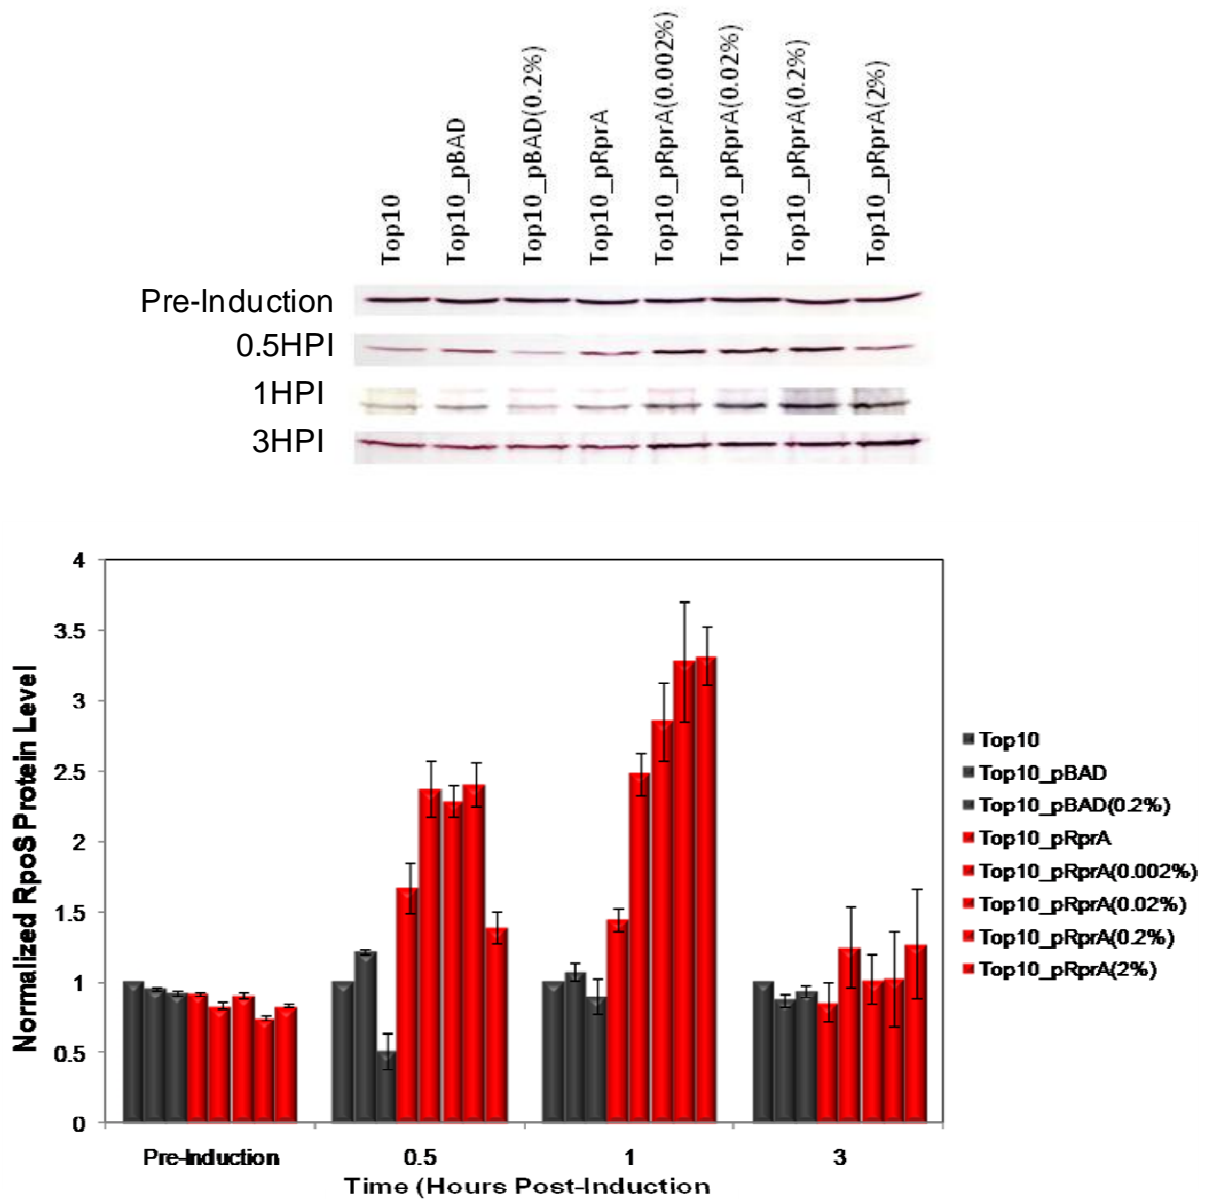 Top10
Top10_pBAD
Top10_pBAD(0.2%)
Top10_pRprA
Top10_pRprA(0.002%)
Top10_pRprA(0.02%)
Top10_pRprA(0.2%)
Top10_pRprA(2%)
Pre-Induction
0.5HPI
1HPI
3HPI
4
3.5
3
2.5
2
1.5
1
0.5
0
Normalized RpoS Protein Level
Pre-Induction
0.5
1
3
Time (Hours Post-Induction
Top10
Top10_pBAD
Top10_pBAD(0.2%)
Top10_pRprA
Top10_pRprA(0.002%)
Top10_pRprA(0.02%)
Top10_pRprA(0.2%)
Top10_pRprA(2%)